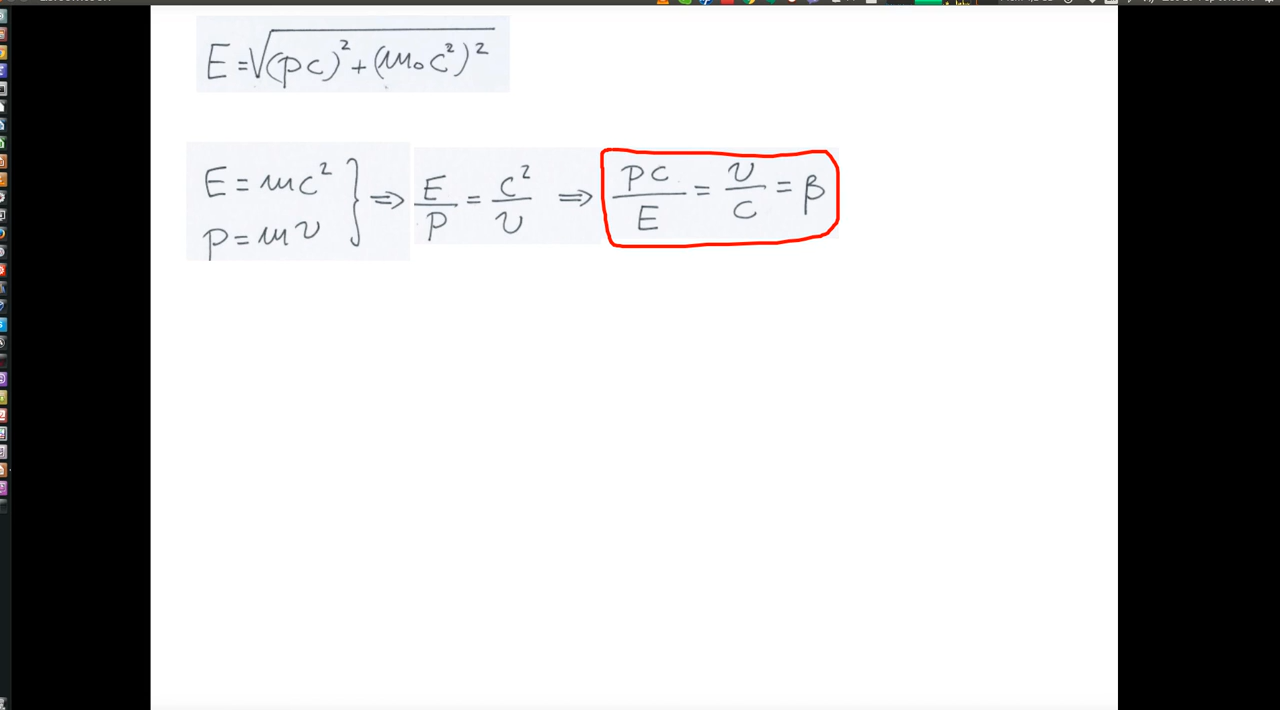 E = √((pc)² + (m₀c²)²)
E = mc²
p = mv
} ⇒ E/p = c²/v ⇒ pc/E = v/c = β